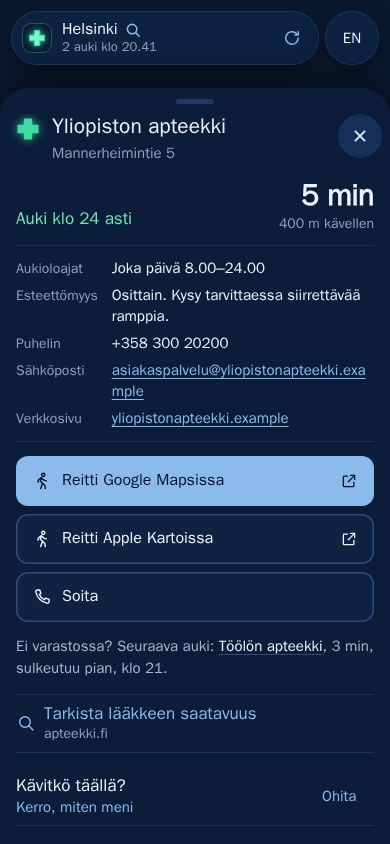 Helsinki
2 auki klo 20.41
EN
Yliopiston apteekki
Mannerheimintie 5
5 min
Auki klo 24 asti
400 m kävellen
Aukioloajat Joka päivä 8.00–24.00
Esteettömyys Osittain. Kysy tarvittaessa siirrettävää
ramppia.
Puhelin +358 300 20200
Sähköposti asiakaspalvelu@yliopistonapteekki.exa
mple
Verkkosivu yliopistonapteekki.example
Reitti Google Mapsissa
Reitti Apple Kartoissa
Soita
Ei varastossa? Seuraava auki: Töölön apteekki, 3 min,
sulkeutuu pian, klo 21.
Tarkista lääkkeen saatavuus
apteekki.fi
Kävitkö täällä?
Kerro, miten meni
Ohita